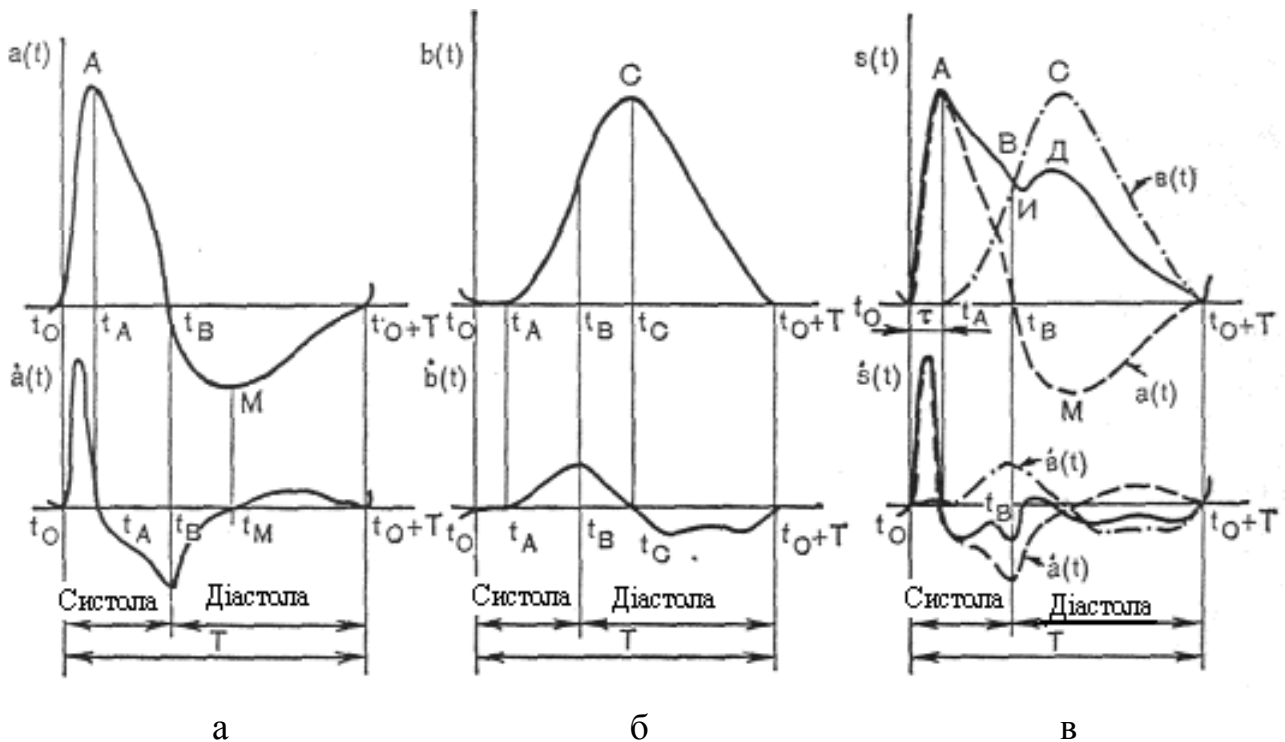 a(t)
A
t_O
t_A
t_B
t_O+T
M
ȧ(t)
t_O
t_A
t_B
t_M
t_O+T
Систола
Діастола
T
а
b(t)
C
t_O
t_A
t_B
t_C
t_O+T
ḃ(t)
t_O
t_A
t_B
t_C
t_O+T
Систола
Діастола
T
б
s(t)
A
C
B
Д
в(t)
И
t_O
τ
t_A
t_B
t_O+T
M
a(t)
ṡ(t)
в̇(t)
t_O
t_B
t_O+T
ȧ(t)
Систола
Діастола
T
в